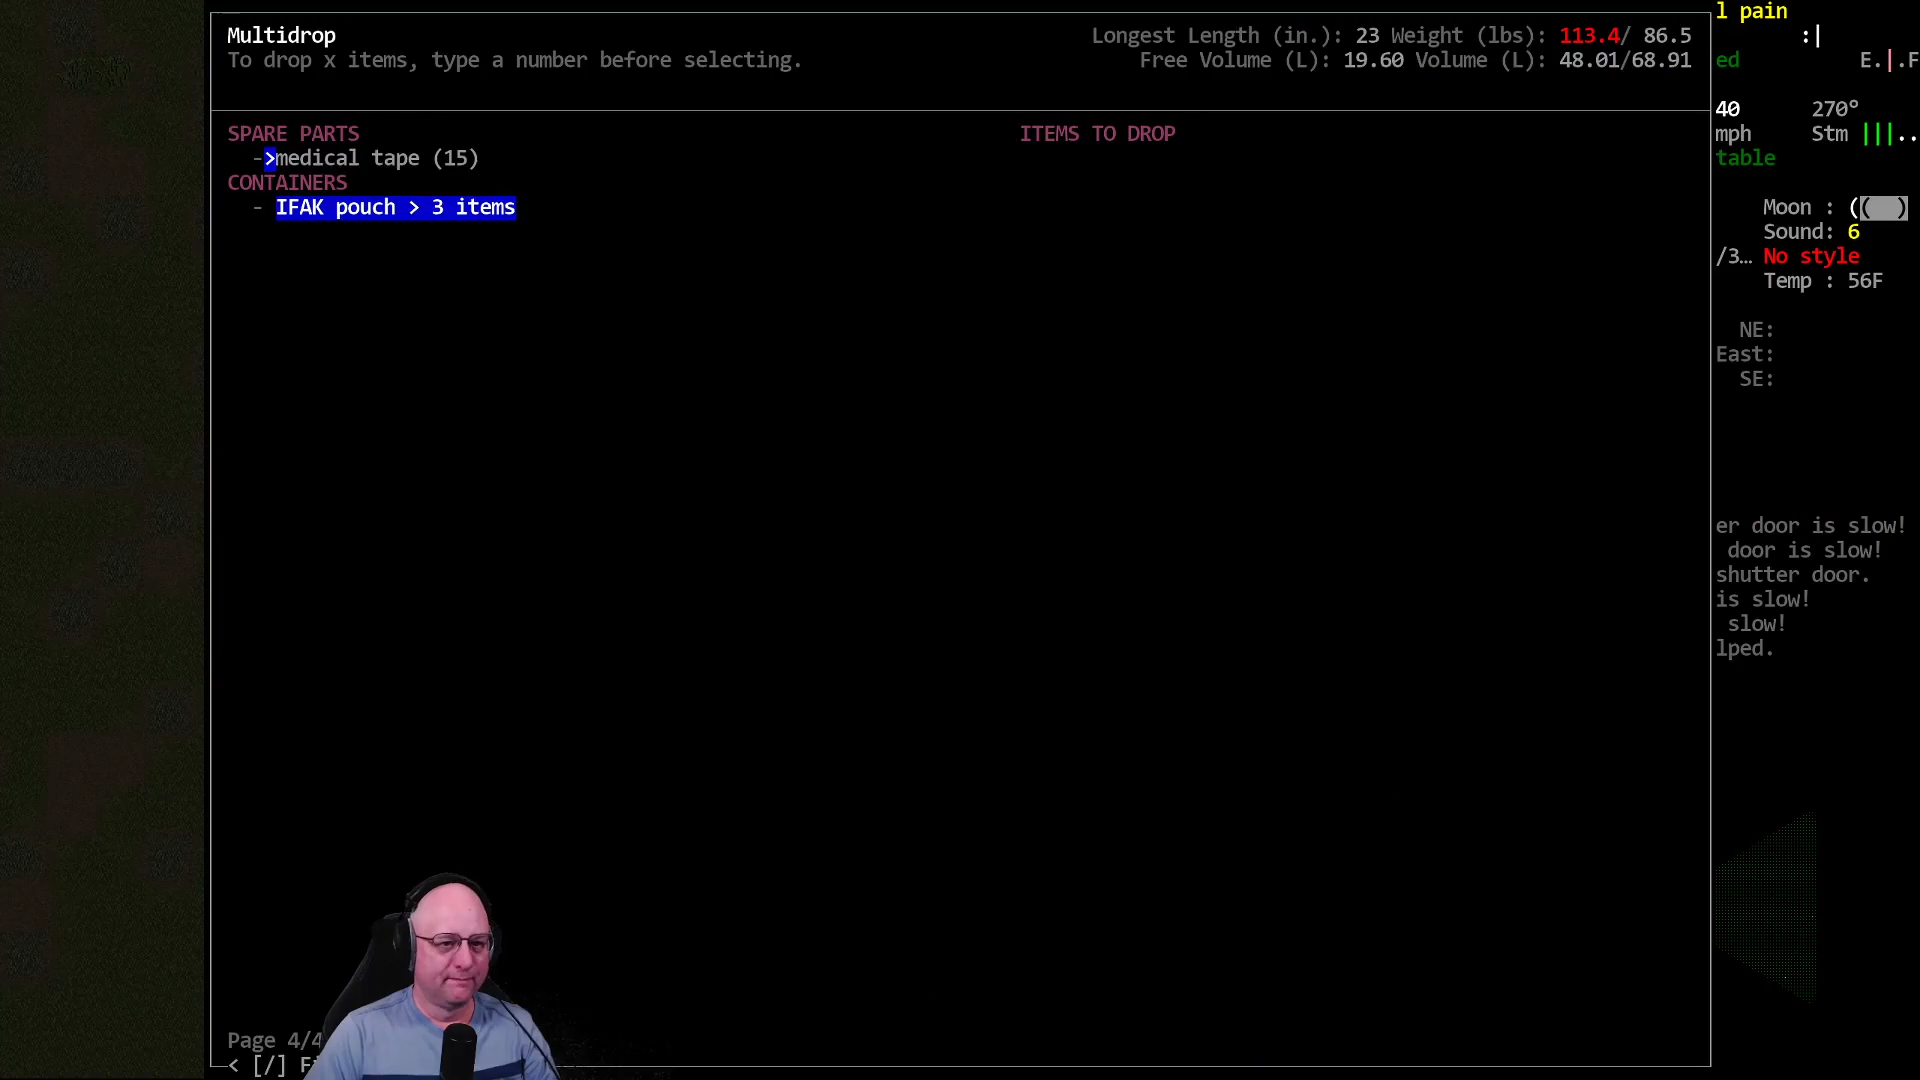 Multidrop
To drop x items, type a number before selecting.
Longest Length (in.): 23 Weight (lbs): 113.4/ 86.5
Free Volume (L): 19.60 Volume (L): 48.01/68.91
SPARE PARTS
->medical tape (15)
CONTAINERS
- IFAK pouch > 3 items
ITEMS TO DROP
Page 4/4
< [/]
l pain
:|
ed E.|.F
40 270°
mph Stm |||..
table
Moon : (( )
Sound: 6
/3… No style
Temp : 56F
NE:
East:
SE:
er door is slow!
door is slow!
shutter door.
is slow!
slow!
lped.